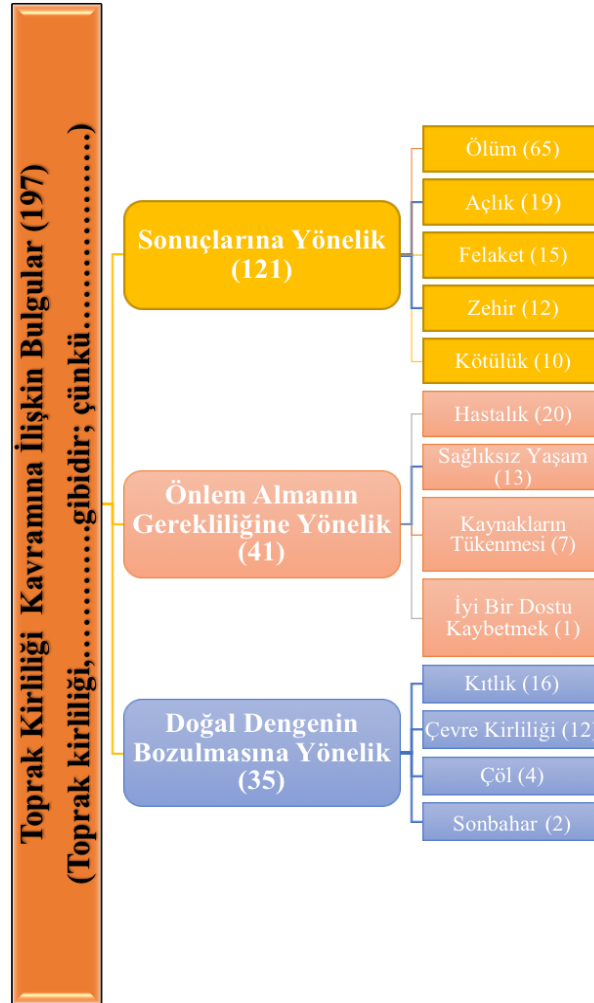 Toprak Kirliliği Kavramına İlişkin Bulgular (197)
(Toprak kirliliği,..............gibidir; çünkü.......................)
Sonuçlarına Yönelik
(121)
Ölüm (65)
Açlık (19)
Felaket (15)
Zehir (12)
Kötülük (10)
Önlem Almanın
Gerekliliğine Yönelik
(41)
Hastalık (20)
Sağlıksız Yaşam
(13)
Kaynakların
Tükenmesi (7)
İyi Bir Dostu
Kaybetmek (1)
Doğal Dengenin
Bozulmasına Yönelik
(35)
Kıtlık (16)
Çevre Kirliliği (12)
Çöl (4)
Sonbahar (2)